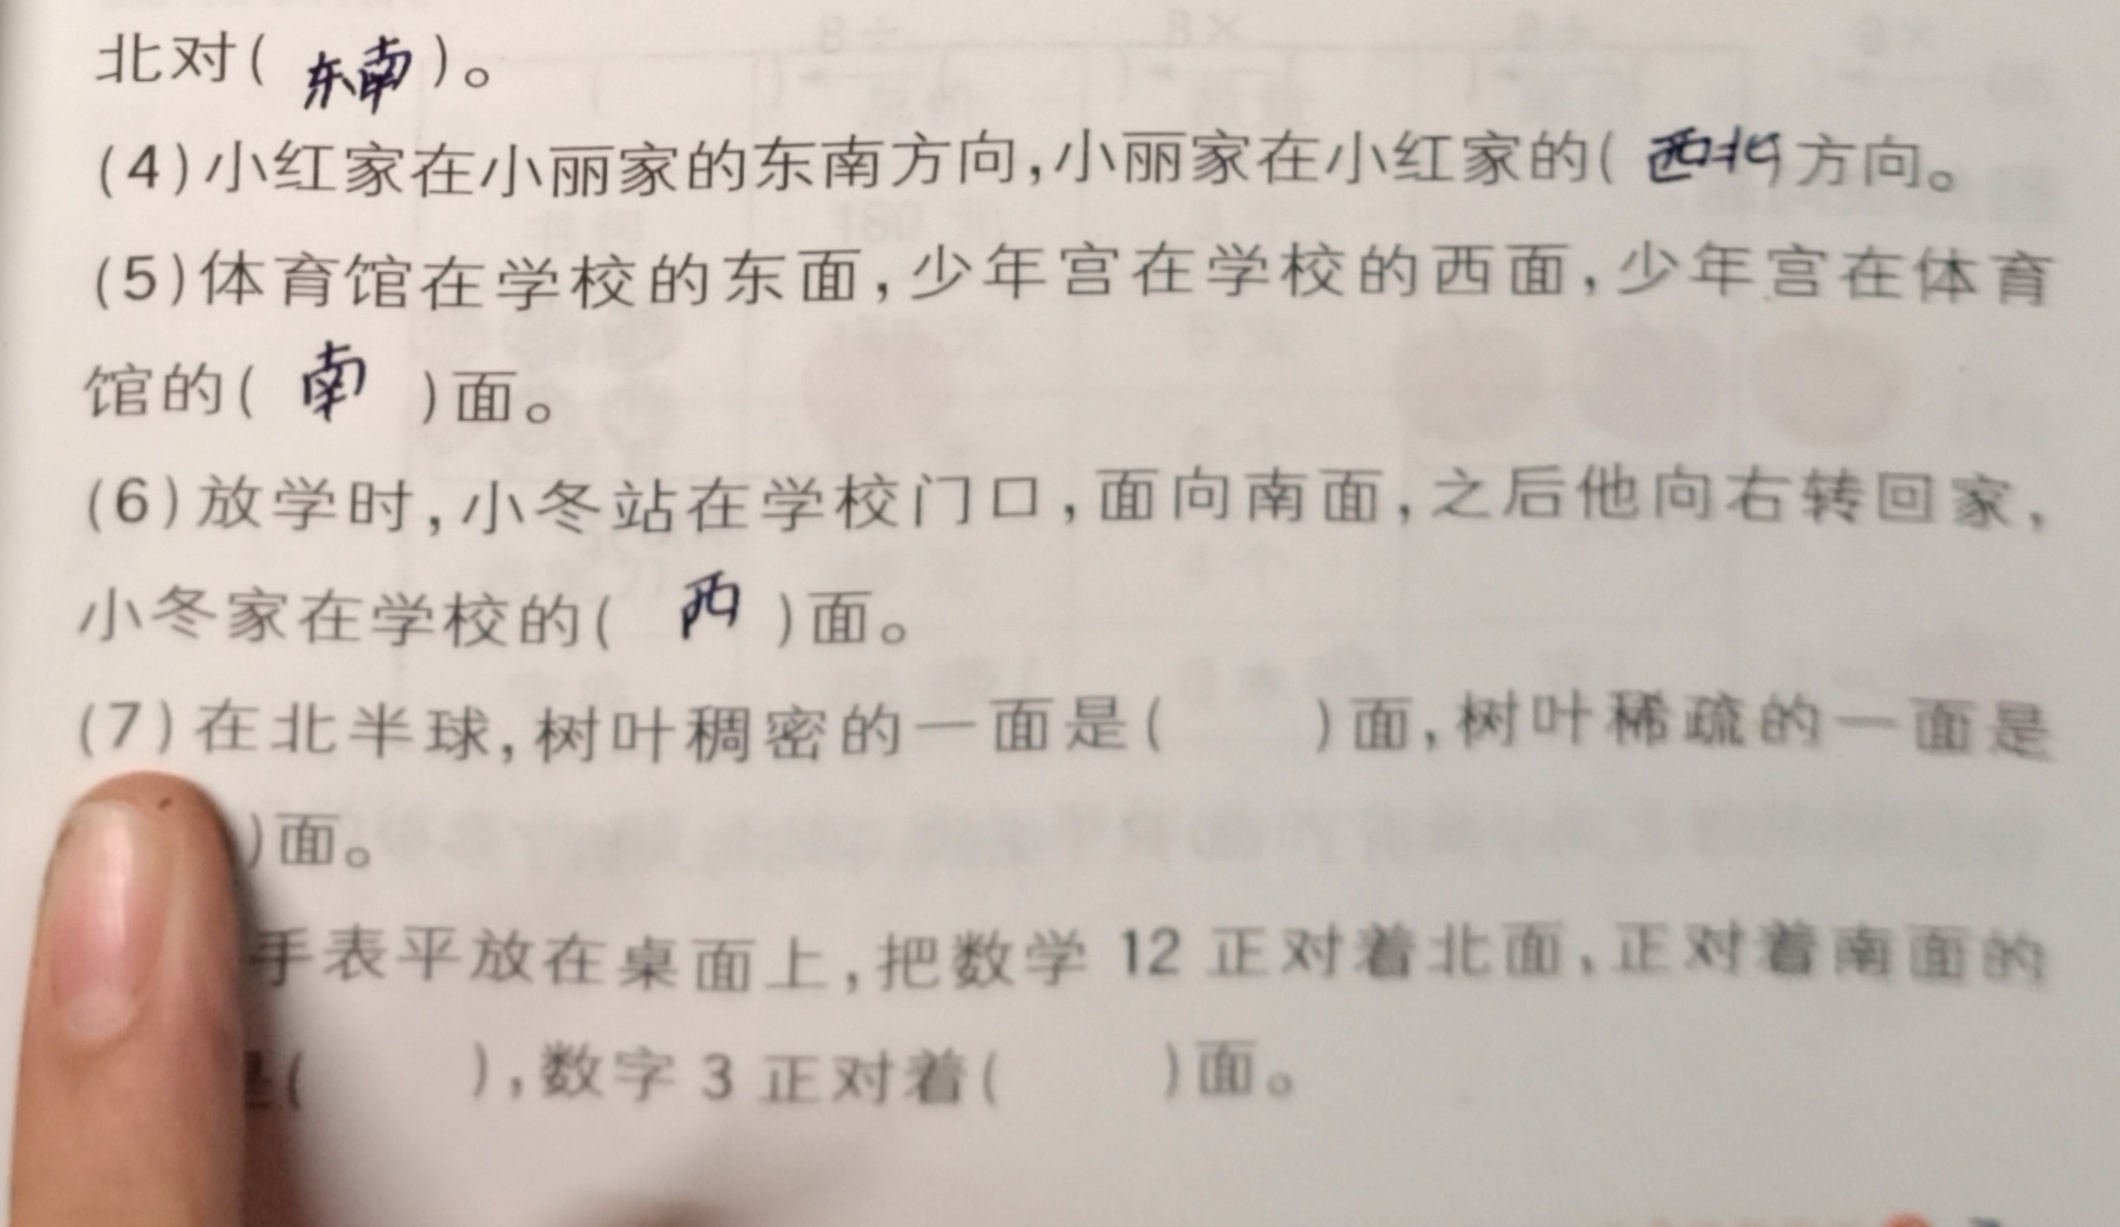 北对( 东南 )。
(4)小红家在小丽家的东南方向,小丽家在小红家的( 西北 )方向。
(5)体育馆在学校的东面,少年宫在学校的西面,少年宫在体育
馆的( 南 )面。
(6)放学时,小冬站在学校门口,面向南面,之后他向右转回家,
小冬家在学校的( 西 )面。
(7)在北半球,树叶稠密的一面是(  )面,树叶稀疏的一面是
)面。
手表平放在桌面上,把数学 12 正对着北面,正对着南面的
(  ),数字 3 正对着(  )面。